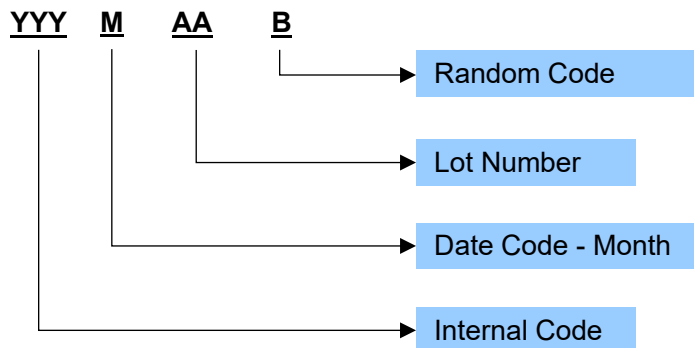 YYY M AA B
Random Code
Lot Number
Date Code - Month
Internal Code